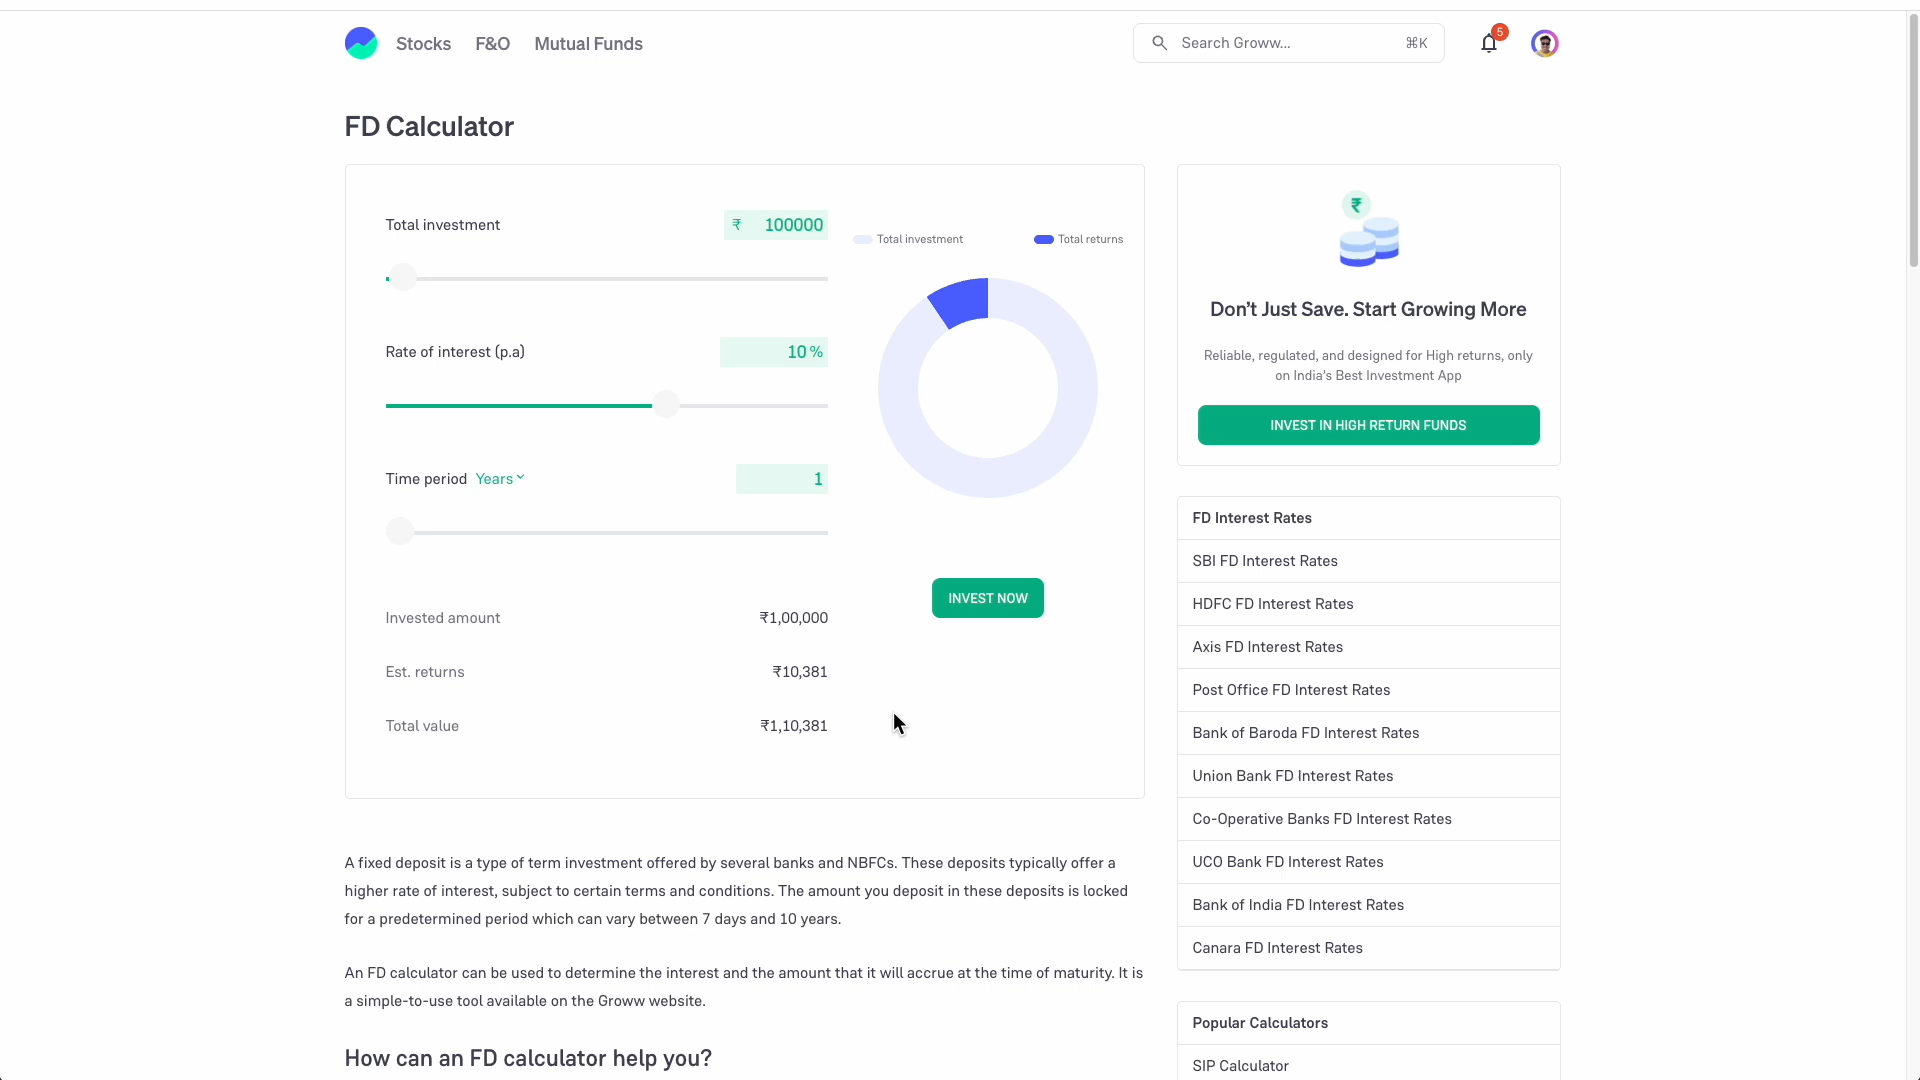 Stocks F&O Mutual Funds Search Groww... ⌘K 5
FD Calculator
Total investment ₹ 100000
Rate of interest (p.a) 10 %
Time period Years 1
Invested amount ₹1,00,000
Est. returns ₹10,381
Total value ₹1,10,381
Total investment Total returns
INVEST NOW
₹
Don’t Just Save. Start Growing More
Reliable, regulated, and designed for High returns, only
on India’s Best Investment App
INVEST IN HIGH RETURN FUNDS
FD Interest Rates
SBI FD Interest Rates
HDFC FD Interest Rates
Axis FD Interest Rates
Post Office FD Interest Rates
Bank of Baroda FD Interest Rates
Union Bank FD Interest Rates
Co-Operative Banks FD Interest Rates
UCO Bank FD Interest Rates
Bank of India FD Interest Rates
Canara FD Interest Rates
Popular Calculators
SIP Calculator
A fixed deposit is a type of term investment offered by several banks and NBFCs. These deposits typically offer a
higher rate of interest, subject to certain terms and conditions. The amount you deposit in these deposits is locked
for a predetermined period which can vary between 7 days and 10 years.
An FD calculator can be used to determine the interest and the amount that it will accrue at the time of maturity. It is
a simple-to-use tool available on the Groww website.
How can an FD calculator help you?